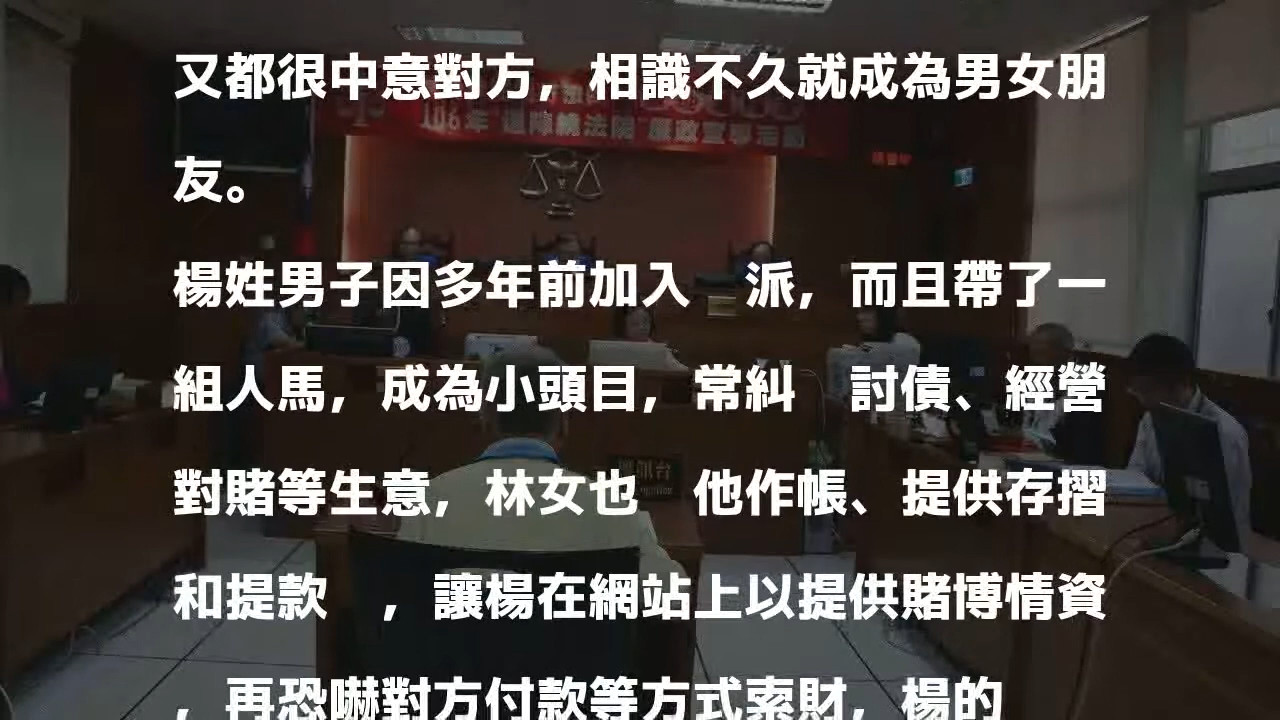 又都很中意對方，相識不久就成為男女朋
友。
楊姓男子因多年前加入　派，而且帶了一
組人馬，成為小頭目，常糾　討債、經營
對賭等生意，林女也　他作帳、提供存摺
和提款　，讓楊在網站上以提供賭博情資
，再恐嚇對方付款等方式索財，楊的